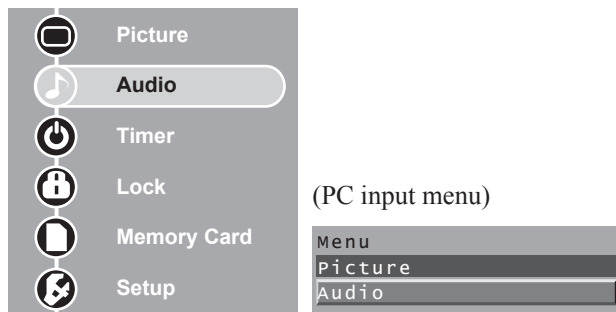 Picture
Audio
Timer
Lock
Memory Card
Setup
(PC input menu)
Menu
Picture
Audio